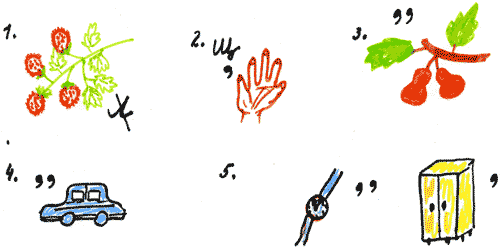 1.
2. ,
3. ,,
4. ,,
5. ,, ,